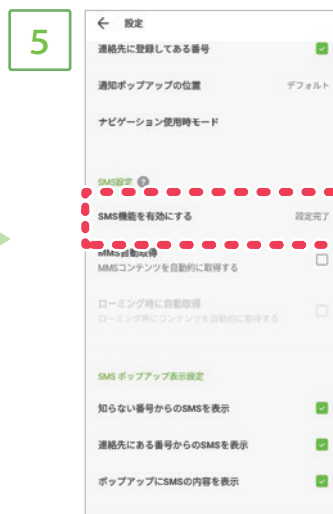 5
← 設定
連絡先に登録してある番号
通知ポップアップの位置 デフォルト
ナビゲーション使用時モード
SMS設定 ?
SMS機能を有効にする 設定完了
MMS自動取得
MMSコンテンツを自動的に取得する
ローミング時に自動取得
ローミング時にコンテンツを自動的に取得する
SMS ポップアップ表示設定
知らない番号からのSMSを表示
連絡先にある番号からのSMSを表示
ポップアップにSMSの内容を表示